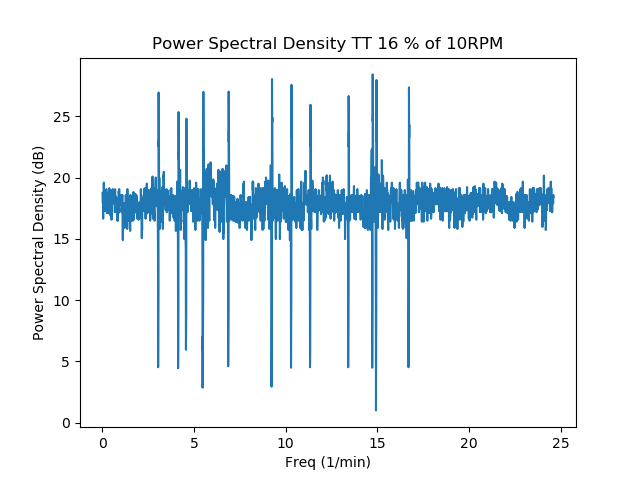 Power Spectral Density TT 16 % of 10RPM
Power Spectral Density (dB)
25
20
15
10
5
0
0 5 10 15 20 25
Freq (1/min)